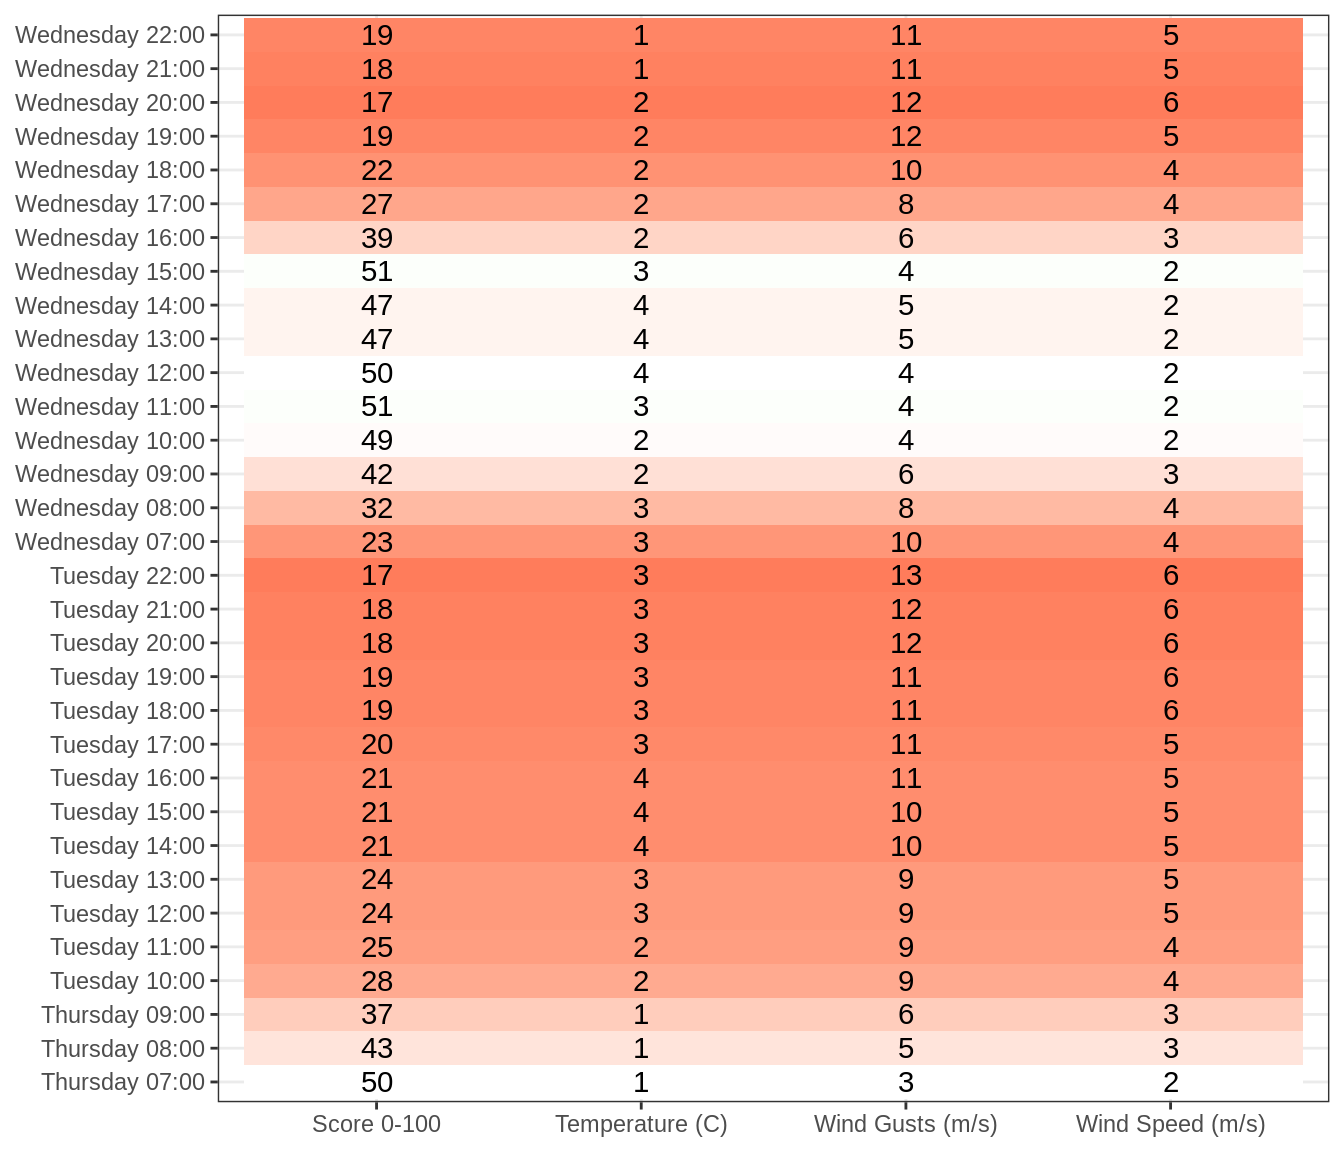 Wednesday 22:00 19 1 11 5
Wednesday 21:00 18 1 11 5
Wednesday 20:00 17 2 12 6
Wednesday 19:00 19 2 12 5
Wednesday 18:00 22 2 10 4
Wednesday 17:00 27 2 8 4
Wednesday 16:00 39 2 6 3
Wednesday 15:00 51 3 4 2
Wednesday 14:00 47 4 5 2
Wednesday 13:00 47 4 5 2
Wednesday 12:00 50 4 4 2
Wednesday 11:00 51 3 4 2
Wednesday 10:00 49 2 4 2
Wednesday 09:00 42 2 6 3
Wednesday 08:00 32 3 8 4
Wednesday 07:00 23 3 10 4
Tuesday 22:00 17 3 13 6
Tuesday 21:00 18 3 12 6
Tuesday 20:00 18 3 12 6
Tuesday 19:00 19 3 11 6
Tuesday 18:00 19 3 11 6
Tuesday 17:00 20 3 11 5
Tuesday 16:00 21 4 11 5
Tuesday 15:00 21 4 10 5
Tuesday 14:00 21 4 10 5
Tuesday 13:00 24 3 9 5
Tuesday 12:00 24 3 9 5
Tuesday 11:00 25 2 9 4
Tuesday 10:00 28 2 9 4
Thursday 09:00 37 1 6 3
Thursday 08:00 43 1 5 3
Thursday 07:00 50 1 3 2
Score 0-100 Temperature (C) Wind Gusts (m/s) Wind Speed (m/s)